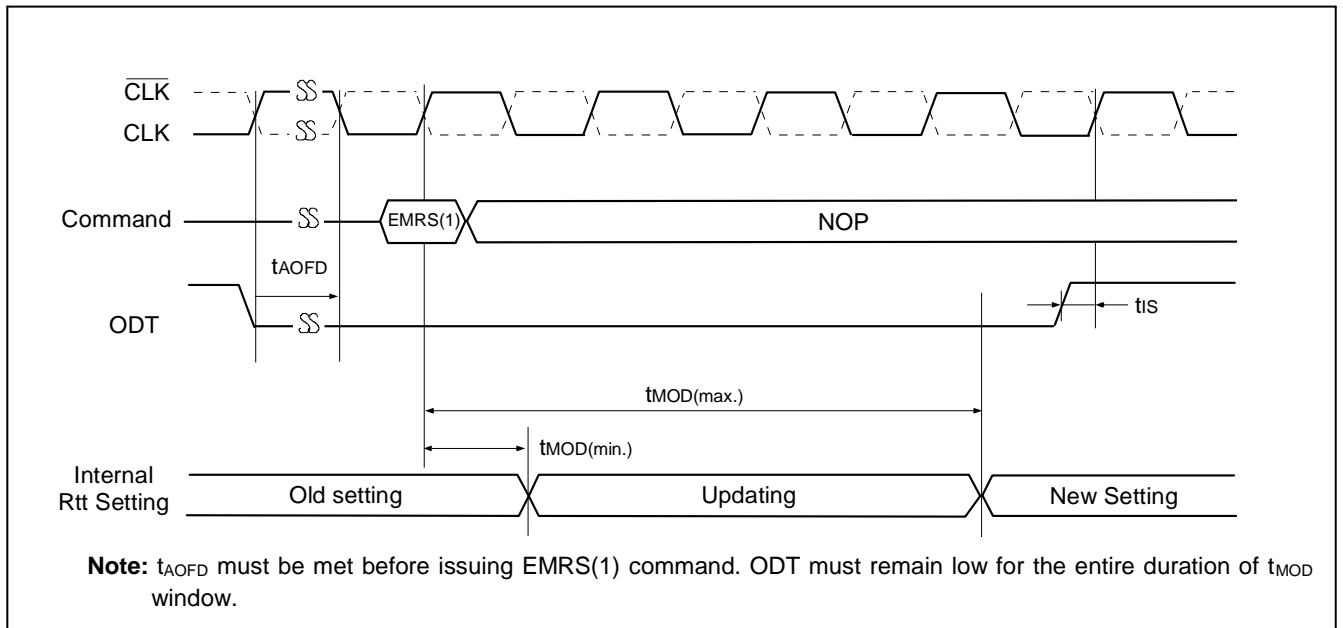 CLK
CLK
Command
EMRS(1)
NOP
tAOFD
ODT
tIS
tMOD(max.)
tMOD(min.)
Internal
Rtt Setting
Old setting
Updating
New Setting
Note: tAOFD must be met before issuing EMRS(1) command. ODT must remain low for the entire duration of tMOD
window.